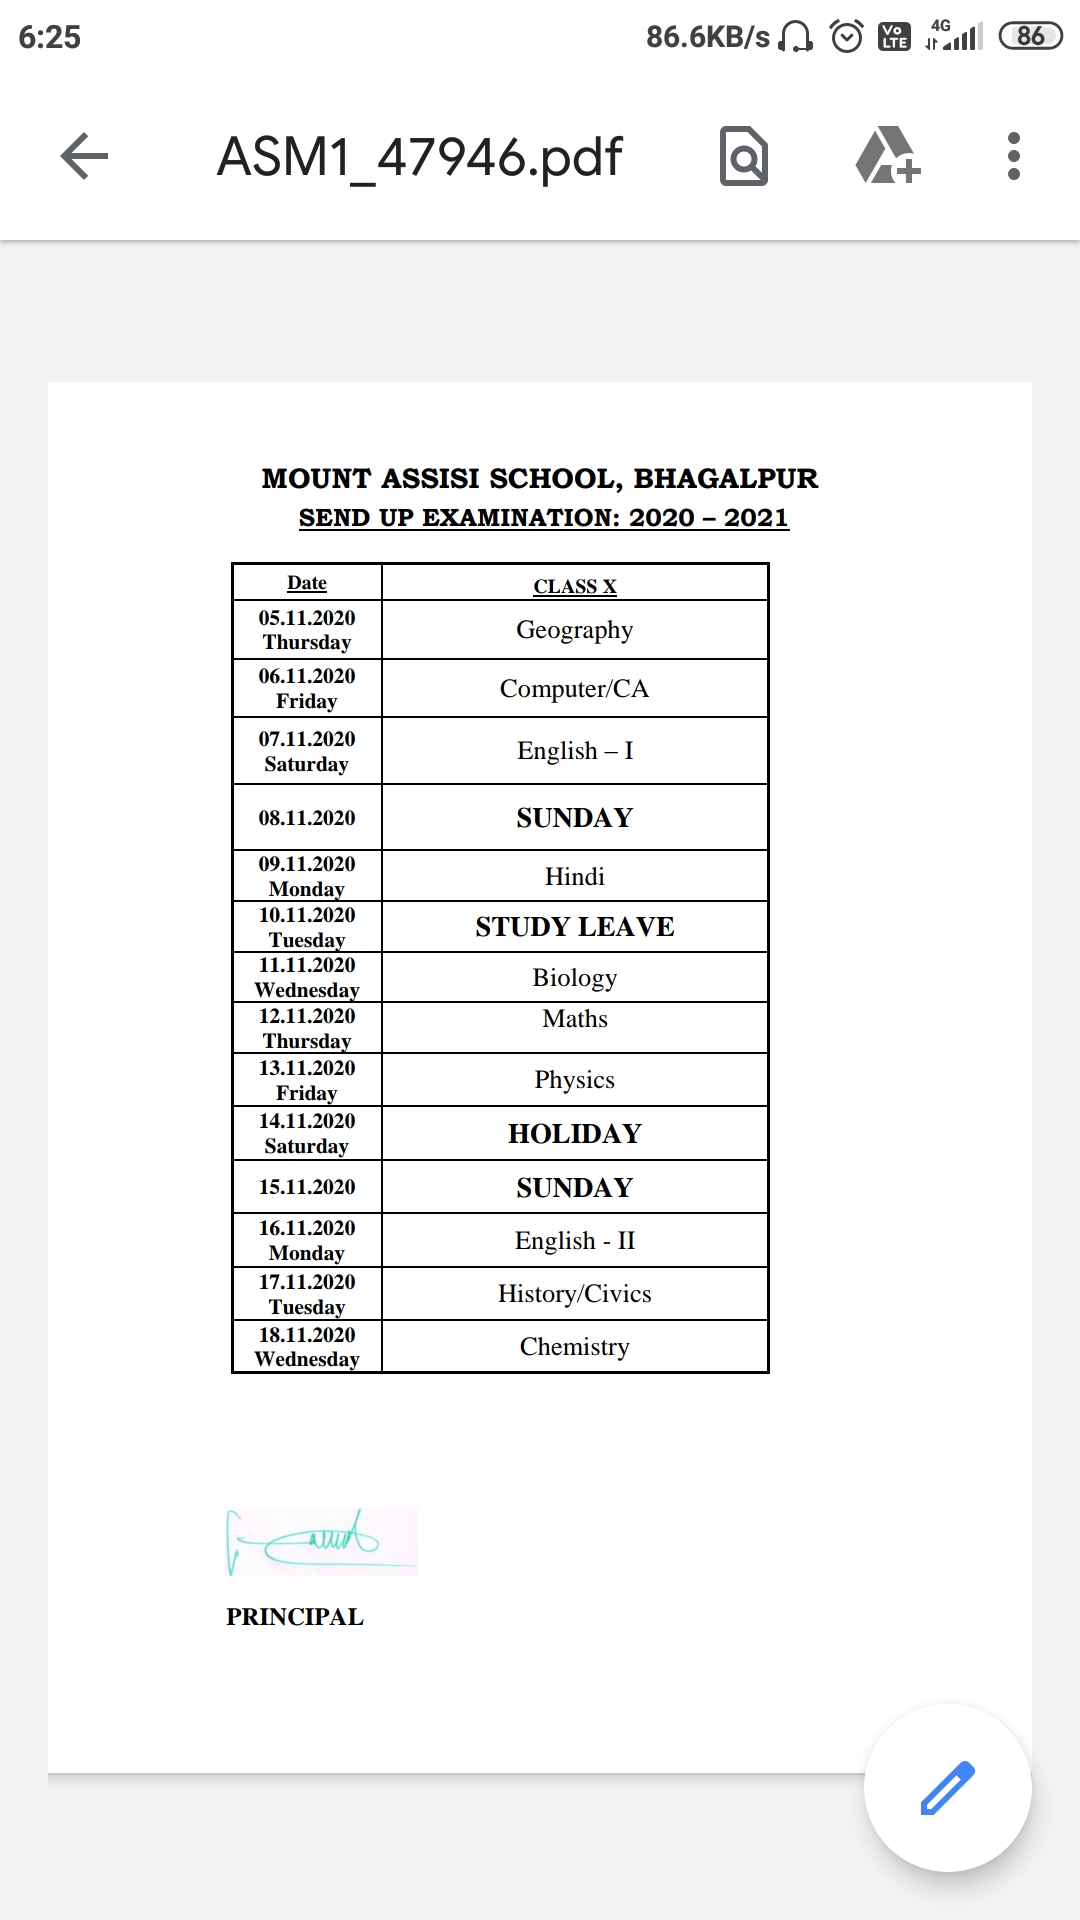 6:25 86.6KB/s Vo LTE 4G 86
ASM1_47946.pdf
MOUNT ASSISI SCHOOL, BHAGALPUR
SEND UP EXAMINATION: 2020 – 2021
Date CLASS X
05.11.2020
Thursday
Geography
06.11.2020
Friday
Computer/CA
07.11.2020
Saturday
English – I
08.11.2020 SUNDAY
09.11.2020
Monday
Hindi
10.11.2020
Tuesday
STUDY LEAVE
11.11.2020
Wednesday
Biology
12.11.2020
Thursday
Maths
13.11.2020
Friday
Physics
14.11.2020
Saturday
HOLIDAY
15.11.2020 SUNDAY
16.11.2020
Monday
English - II
17.11.2020
Tuesday
History/Civics
18.11.2020
Wednesday
Chemistry
PRINCIPAL